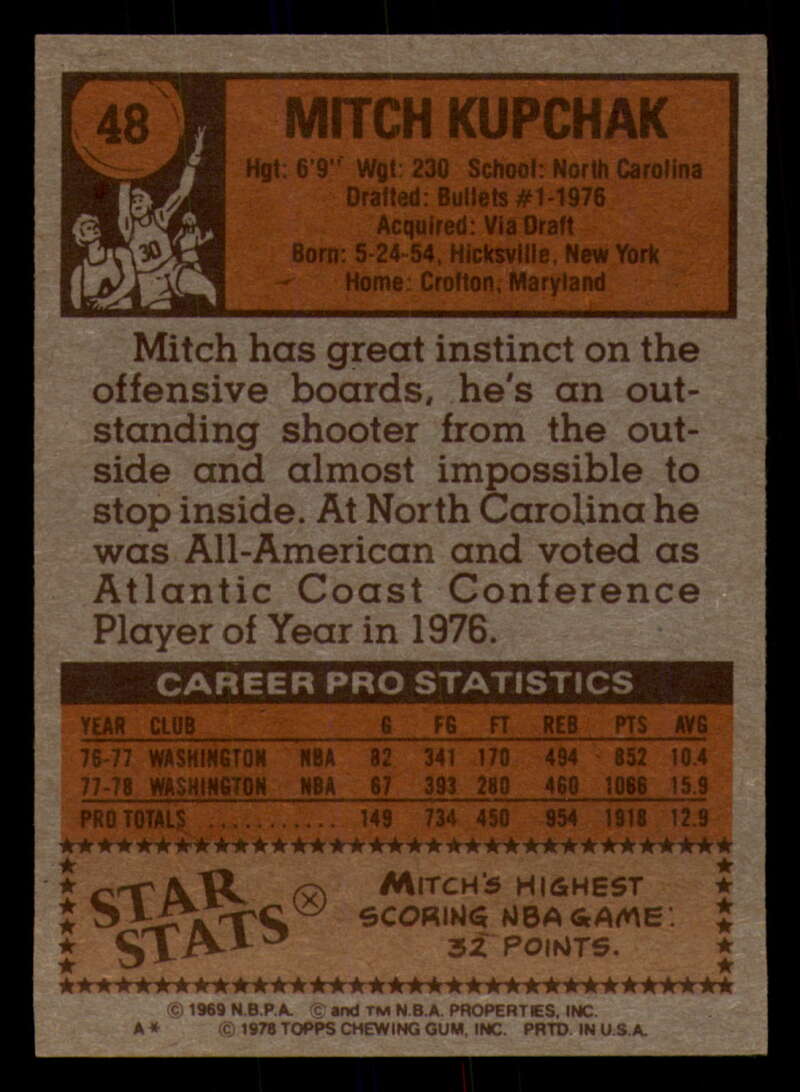 48
MITCH KUPCHAK
Hgt: 6'9" Wgt: 230 School: North Carolina
Drafted: Bullets #1-1976
Acquired: Via Draft
Born: 5-24-54, Hicksville, New York
Home: Crofton, Maryland
30
Mitch has great instinct on the
offensive boards, he's an out-
standing shooter from the out-
side and almost impossible to
stop inside. At North Carolina he
was All-American and voted as
Atlantic Coast Conference
Player of Year in 1976.
CAREER PRO STATISTICS
YEAR CLUB G FG FT REB PTS AVG
76-77 WASHINGTON NBA 82 341 170 494 852 10.4
77-78 WASHINGTON NBA 67 393 280 460 1066 15.9
PRO TOTALS ............ 149 734 450 954 1918 12.9
STAR
STATS
MITCH'S HIGHEST
SCORING NBA GAME:
32 POINTS.
© 1969 N.B.P.A. © and TM N.B.A. PROPERTIES, INC.
A* © 1978 TOPPS CHEWING GUM, INC. PRTD. IN U.S.A.